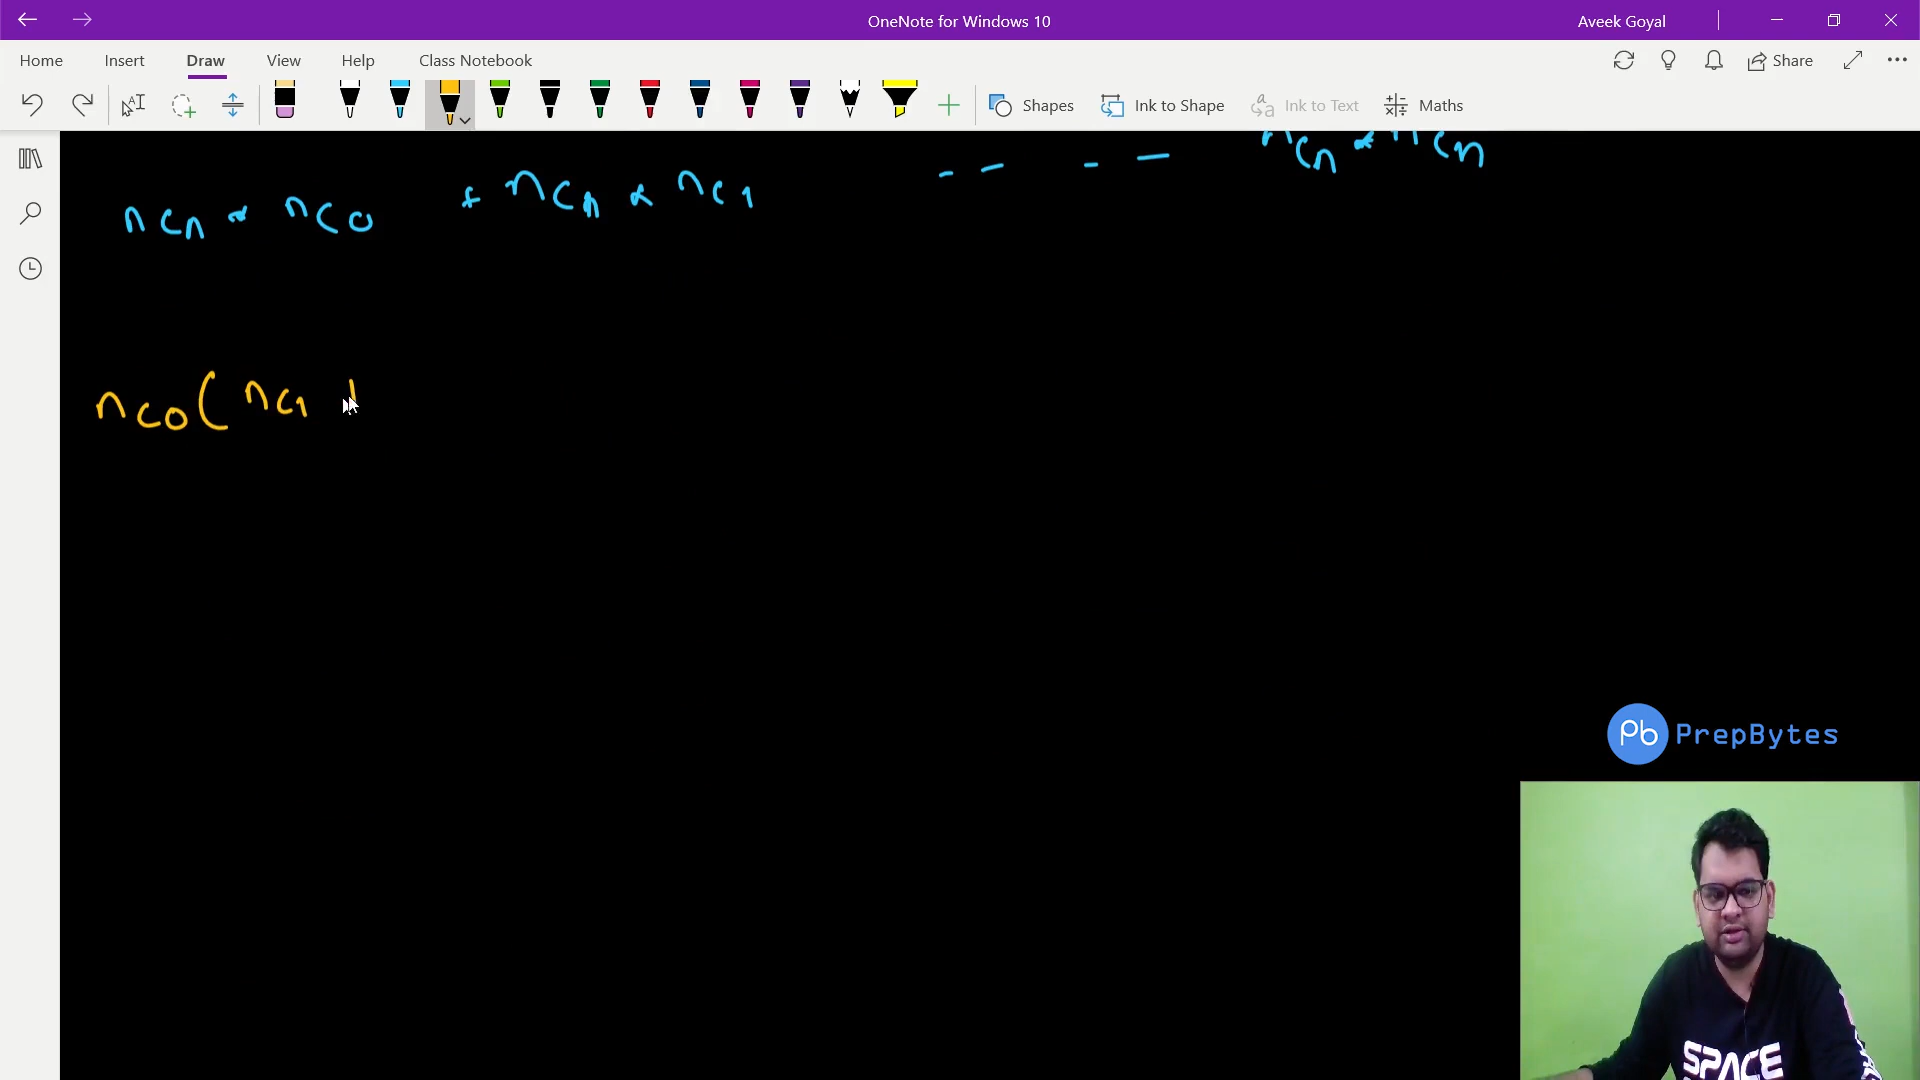 OneNote for Windows 10
Aveek Goyal
Home Insert Draw View Help Class Notebook
Share
Shapes Ink to Shape Ink to Text Maths
nCn * nC0 + nCn * nC1 - - - - nCn * nCn
nC0 ( nC1
Pb PrepBytes
SPACE